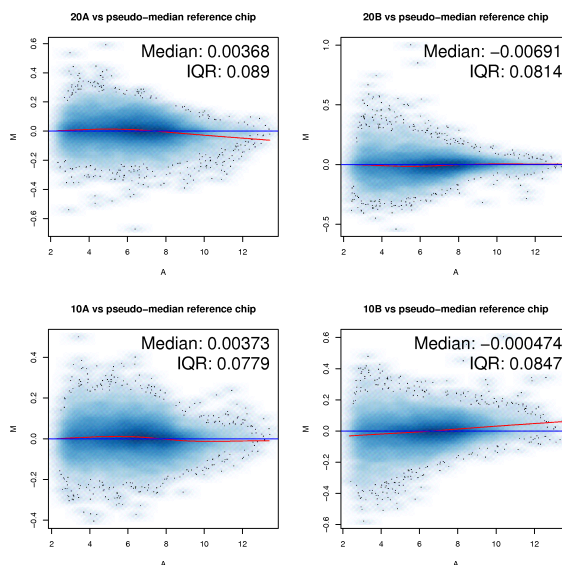 20A vs pseudo−median reference chip
20B vs pseudo−median reference chip
Median: 0.00368
IQR: 0.089
Median: −0.00691
IQR: 0.0814
M
0.6
0.4
0.2
0.0
−0.2
−0.4
−0.6
2 4 6 8 10 12
A
M
1.0
0.5
0.0
−0.5
2 4 6 8 10 12
A
10A vs pseudo−median reference chip
10B vs pseudo−median reference chip
Median: 0.00373
IQR: 0.0779
Median: −0.000474
IQR: 0.0847
M
0.4
0.2
0.0
−0.2
−0.4
2 4 6 8 10 12
A
M
0.6
0.4
0.2
0.0
−0.2
−0.4
−0.6
2 4 6 8 10 12
A